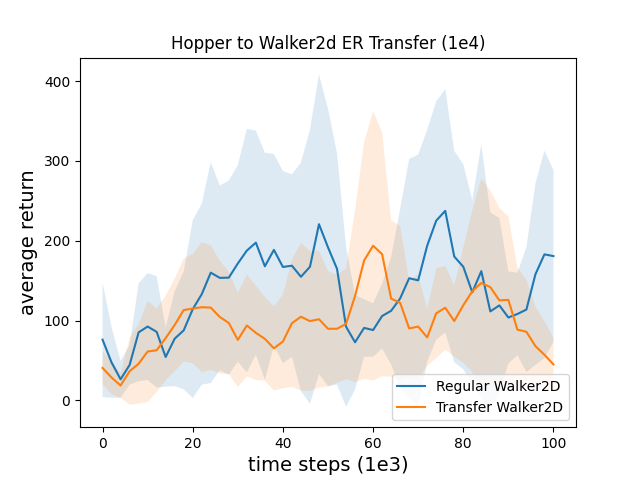 Hopper to Walker2d ER Transfer (1e4)
average return
400
300
200
100
0
0 20 40 60 80 100
time steps (1e3)
Regular Walker2D
Transfer Walker2D